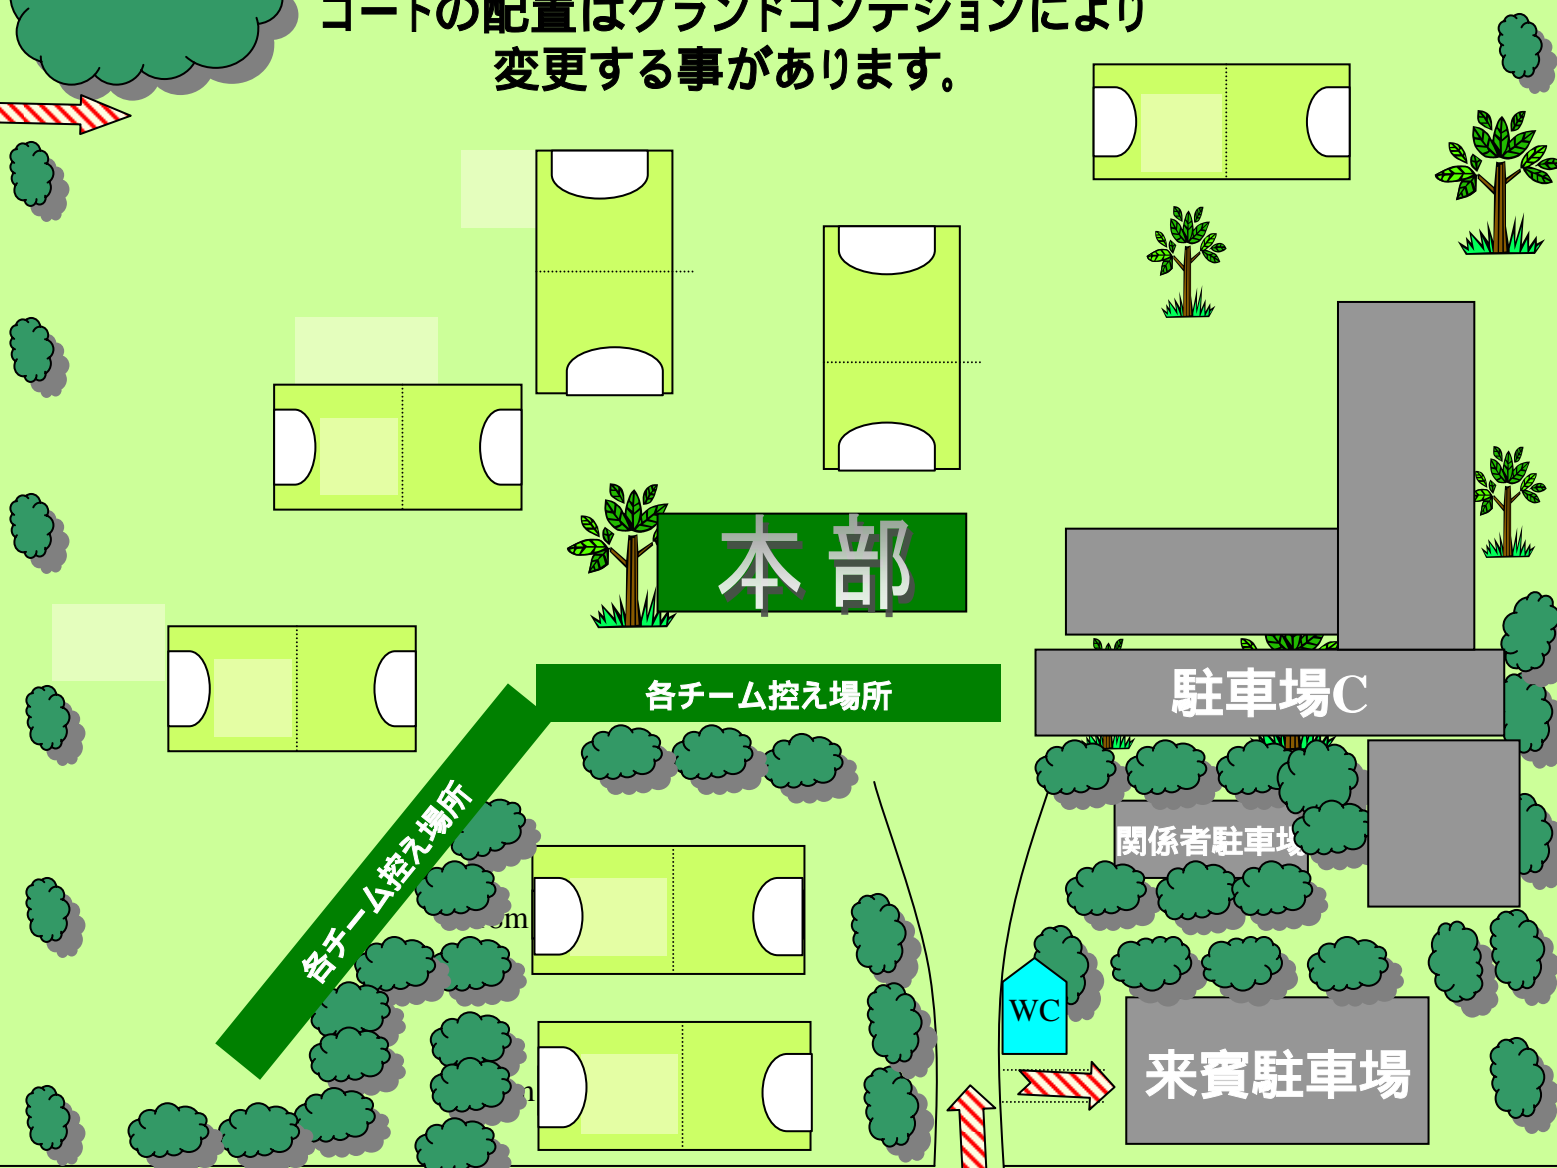 コートの配置はグランドコンデションにより
変更する事があります。
本部
各チーム控え場所
駐車場C
各チーム控え場所
関係者駐車場
WC
来賓駐車場